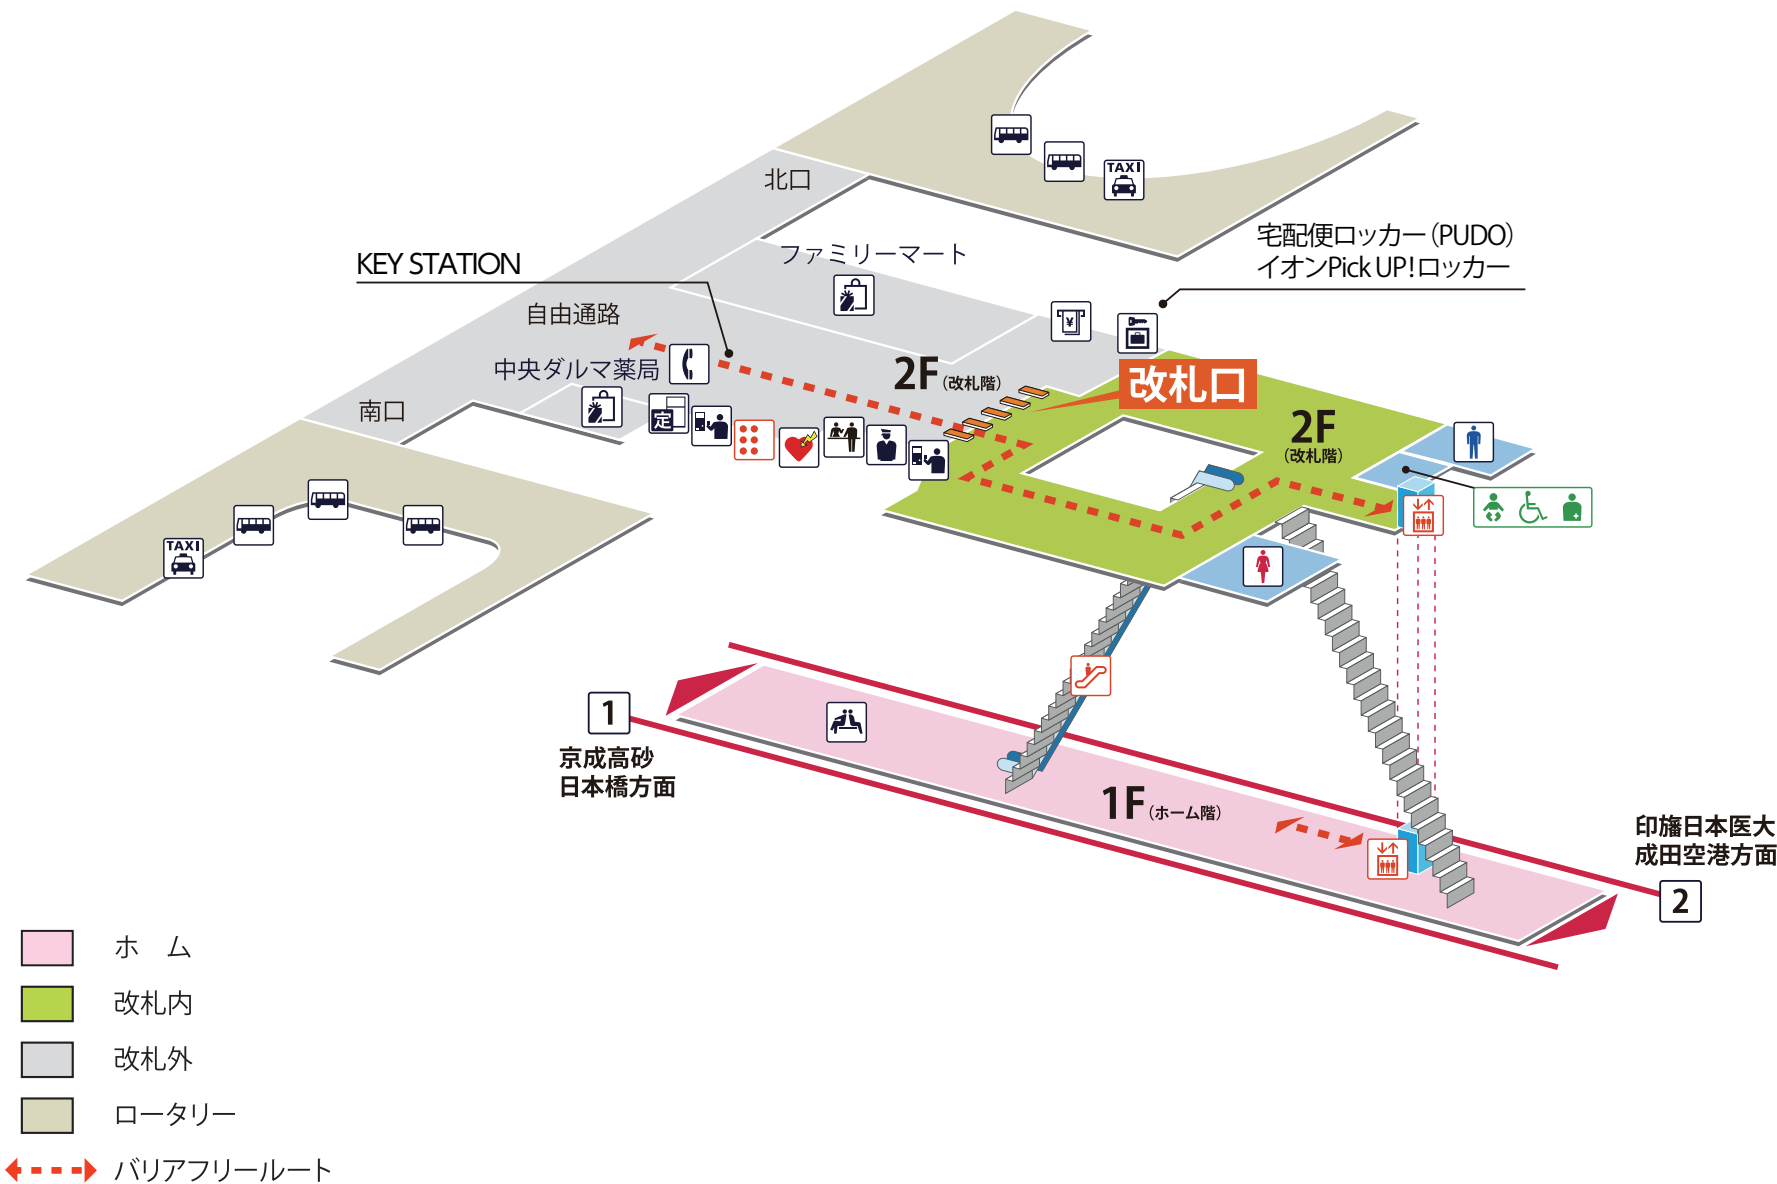 北口
TAXI
ファミリーマート
宅配便ロッカー（PUDO）
イオンPick UP!ロッカー
KEY STATION
自由通路
中央ダルマ薬局
南口
定
¥
2F（改札階）
改札口
2F
（改札階）
TAXI
1
京成高砂
日本橋方面
1F（ホーム階）
印旛日本医大
成田空港方面
2
ホ　ム
改札内
改札外
ロータリー
バリアフリールート